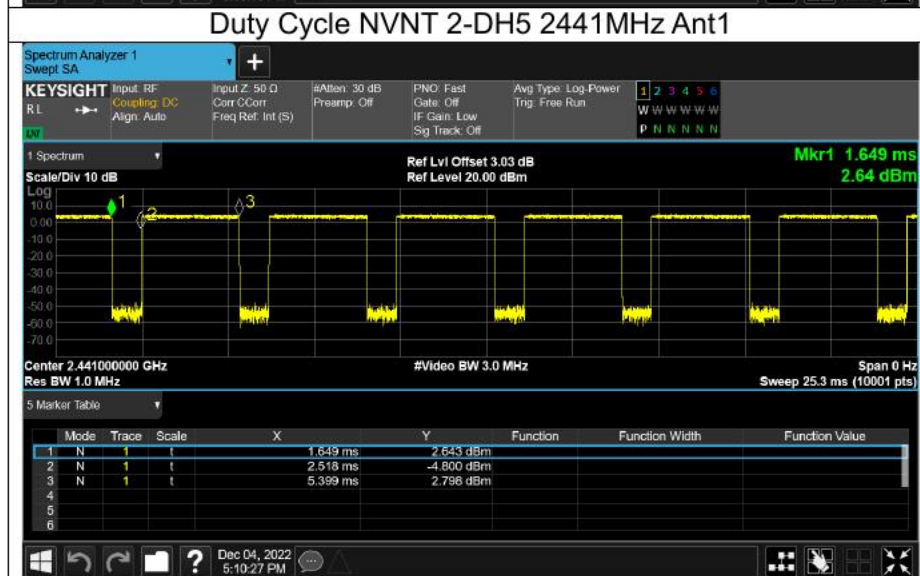 Duty Cycle NVNT 2-DH5 2441MHz Ant1
Spectrum Analyzer 1
Swept SA
+
KEYSIGHT Input: RF Input Z: 50 Ω #Atten: 30 dB PNO: Fast Avg Type: Log-Power 1 2 3 4 5 6
RL Coupling: DC Corr CCorr Preamp: Off Gate: Off Trig: Free Run W W W W W W
Align: Auto Freq Ref: Int (S) IF Gain: Low
Sig Track: Off P N N N N N
1 Spectrum Ref Lvl Offset 3.03 dB Mkr1 1.649 ms
Scale/Div 10 dB Ref Level 20.00 dBm 2.64 dBm
Log
10.0
0.00
-10.0
-20.0
-30.0
-40.0
-50.0
-60.0
-70.0
1
2
3
Center 2.441000000 GHz #Video BW 3.0 MHz Span 0 Hz
Res BW 1.0 MHz Sweep 25.3 ms (10001 pts)
5 Marker Table
Mode Trace Scale X Y Function Function Width Function Value
1 N 1 t 1.649 ms 2.643 dBm
2 N 1 t 2.518 ms -4.800 dBm
3 N 1 t 5.399 ms 2.798 dBm
4
5
6
? Dec 04, 2022
5:10:27 PM